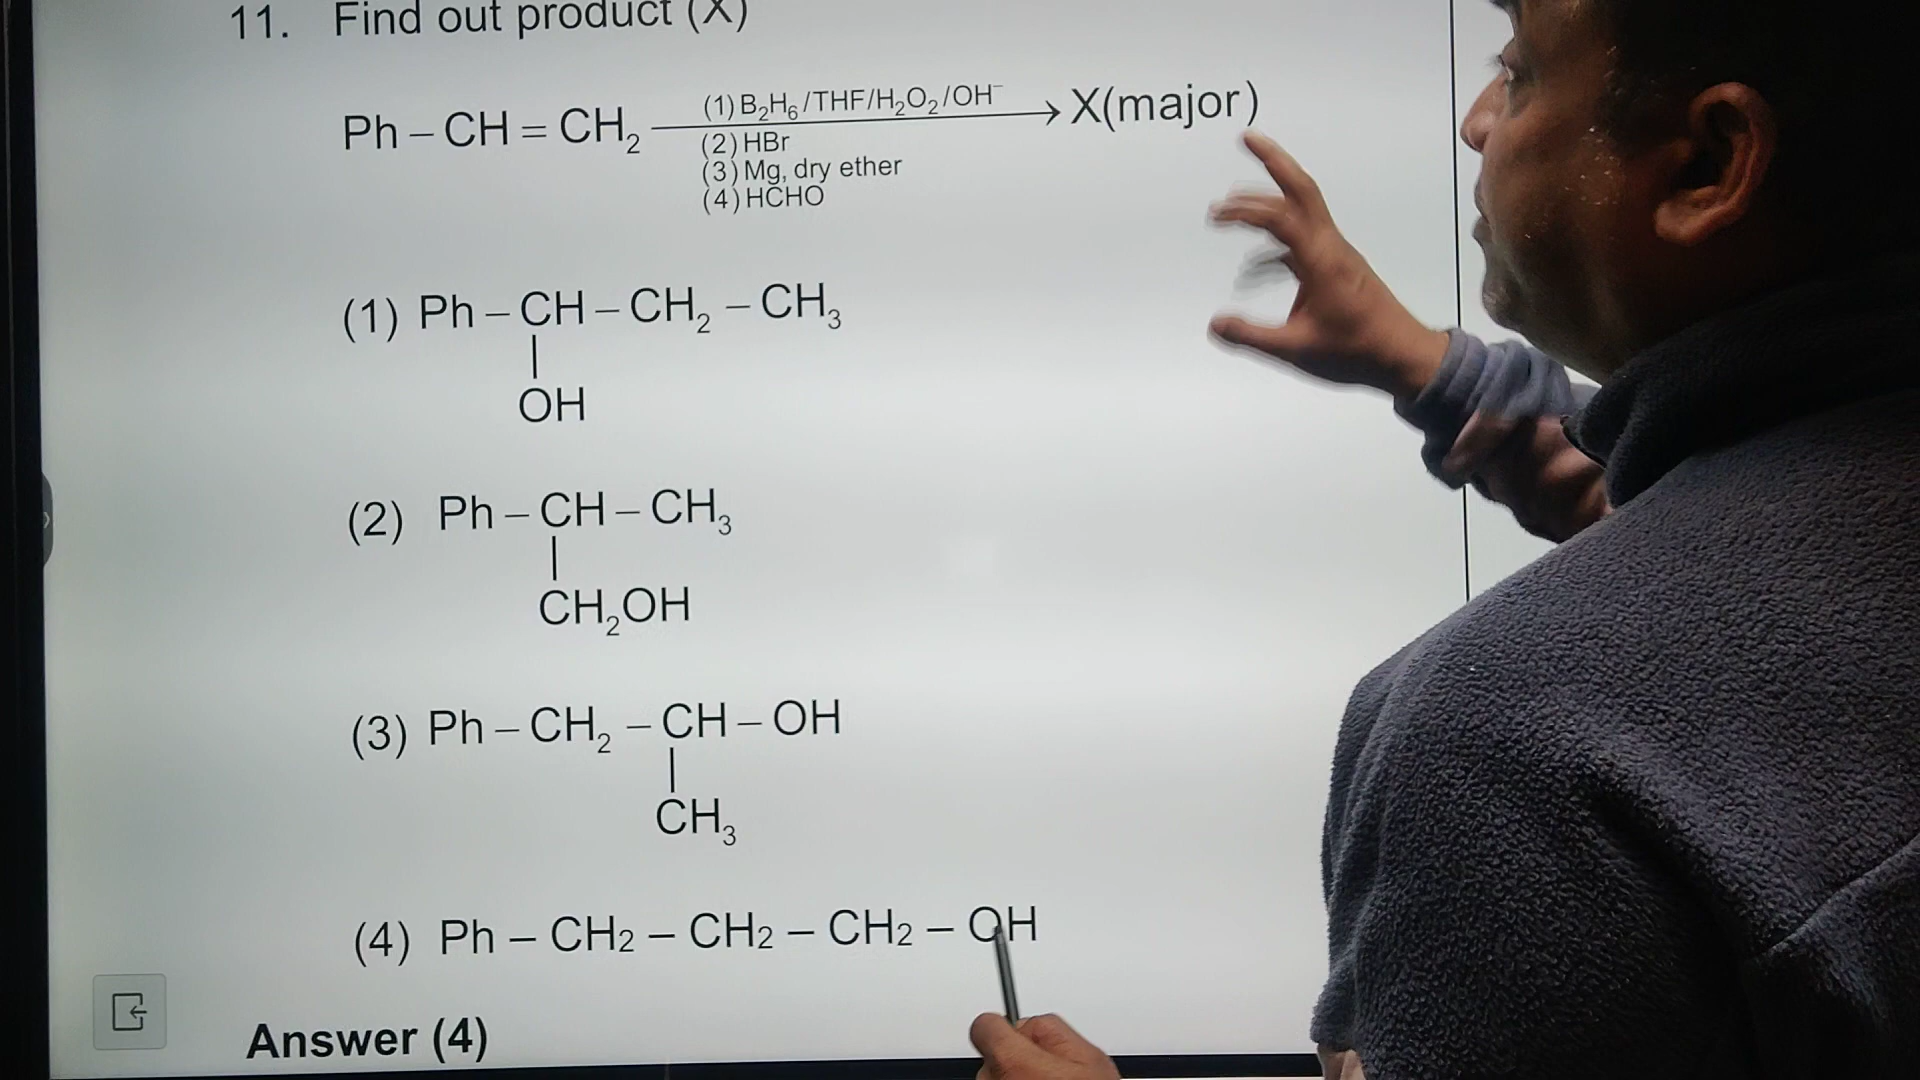 11. Find out product (X)
Ph – CH = CH₂ (1) B₂H₆/THF/H₂O₂/OH⁻ → X(major)
(2) HBr
(3) Mg, dry ether
(4) HCHO
(1) Ph – CH – CH₂ – CH₃
|
OH
(2) Ph – CH – CH₃
|
CH₂OH
(3) Ph – CH₂ – CH – OH
|
CH₃
(4) Ph – CH₂ – CH₂ – CH₂ – OH
Answer (4)